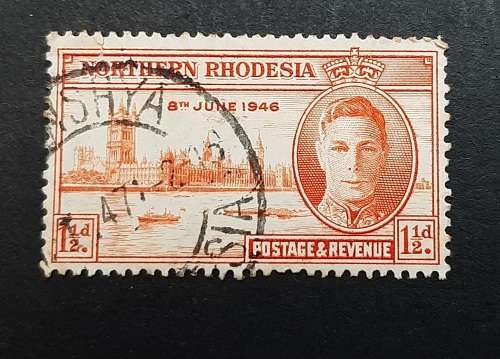 NORTHERN RHODESIA
8TH JUNE 1946
1½d.
POSTAGE & REVENUE
1½d.